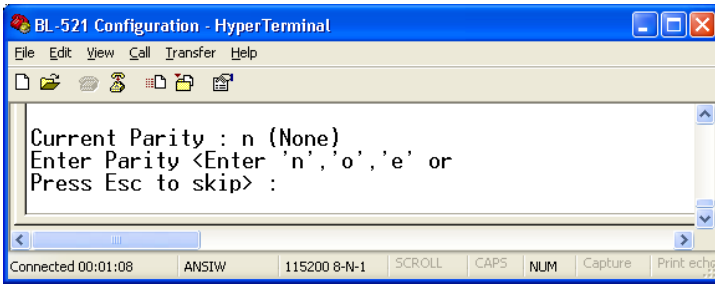 BL-521 Configuration - HyperTerminal
File Edit View Call Transfer Help
Current Parity : n (None)
Enter Parity <Enter 'n','o','e' or
Press Esc to skip> :
Connected 00:01:08 ANSIW 115200 8-N-1 SCROLL CAPS NUM Capture Print echo